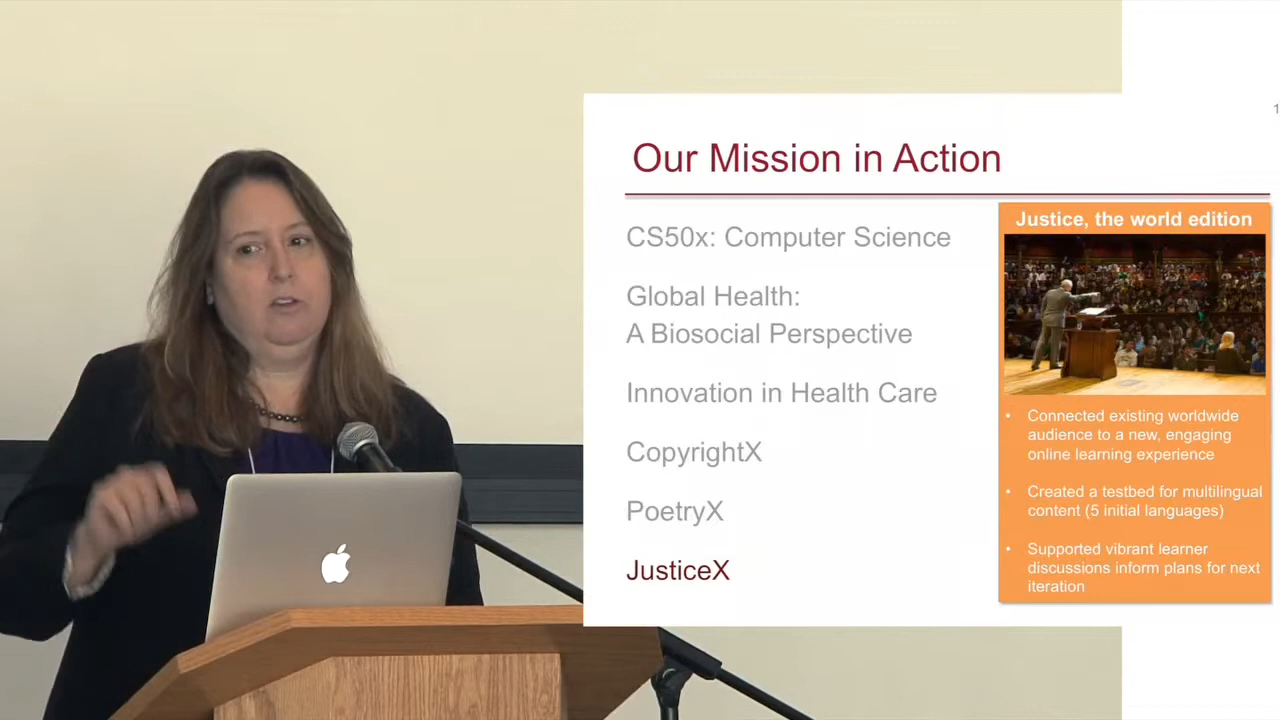 1
Our Mission in Action
CS50x: Computer Science
Global Health:
A Biosocial Perspective
Innovation in Health Care
CopyrightX
PoetryX
JusticeX
Justice, the world edition
• Connected existing worldwide
audience to a new, engaging
online learning experience
• Created a testbed for multilingual
content (5 initial languages)
• Supported vibrant learner
discussions inform plans for next
iteration